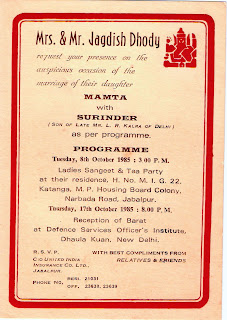 Mrs. & Mr. Jagdish Dhody
request your presence on the
auspicious occasion of the
marriage of their daughter
MAMTA
with
SURINDER
(SON OF LATE MR. L. R. KALRA OF DELHI)
as per programme.
PROGRAMME
Tuesday, 8th October 1985 : 3.00 P. M.
Ladies Sangeet & Tea Party
at their residence, H. No. M. I. G. 22,
Katanga, M. P. Housing Board Colony,
Narbada Road, Jabalpur.
Thursday, 17th October 1985 : 8.00 P. M.
Reception of Barat
at Defence Services Officer's Institute,
Dhaula Kuan, New Delhi.
R. S. V. P.
C/O UNITED INDIA
INSURANCE CO. LTD.,
JABALPUR.
PHONE NO. RESI. 21051
OFF. 23638, 23639
WITH BEST COMPLIMENTS FROM
RELATIVES & FRIENDS